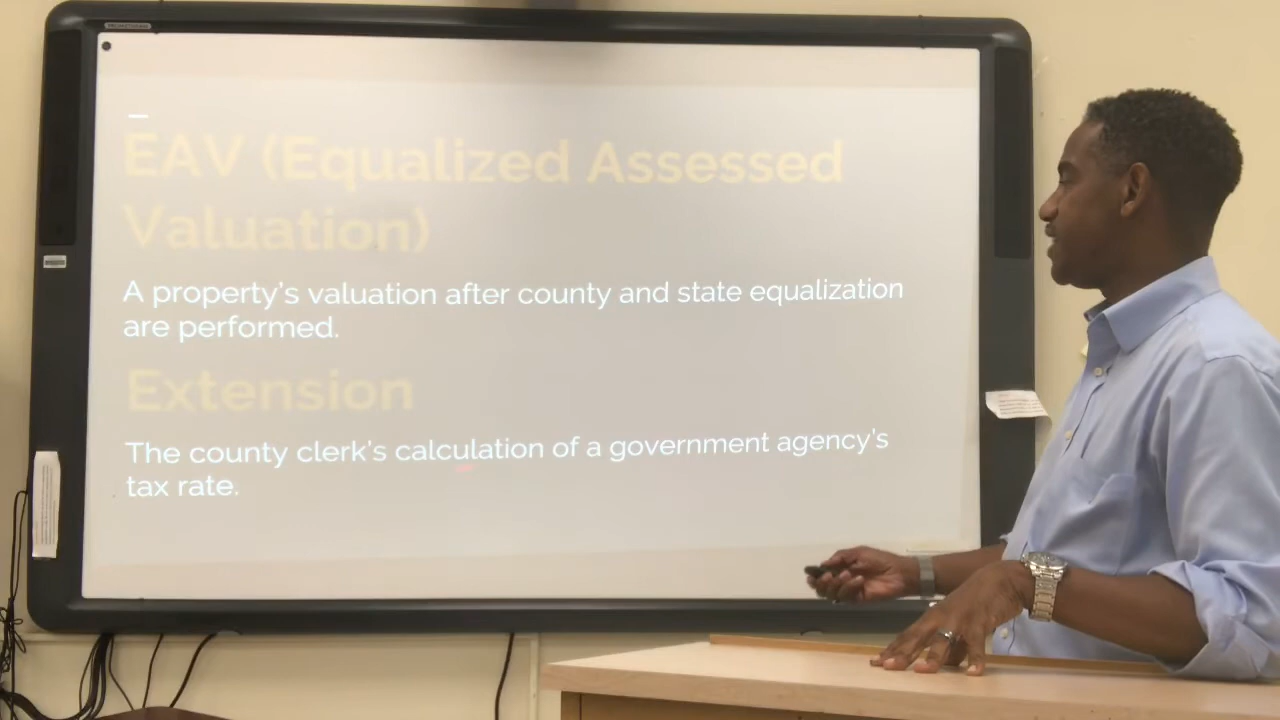 EAV (Equalized Assessed
Valuation)
A property's valuation after county and state equalization
are performed.
Extension
The county clerk's calculation of a government agency's
tax rate.